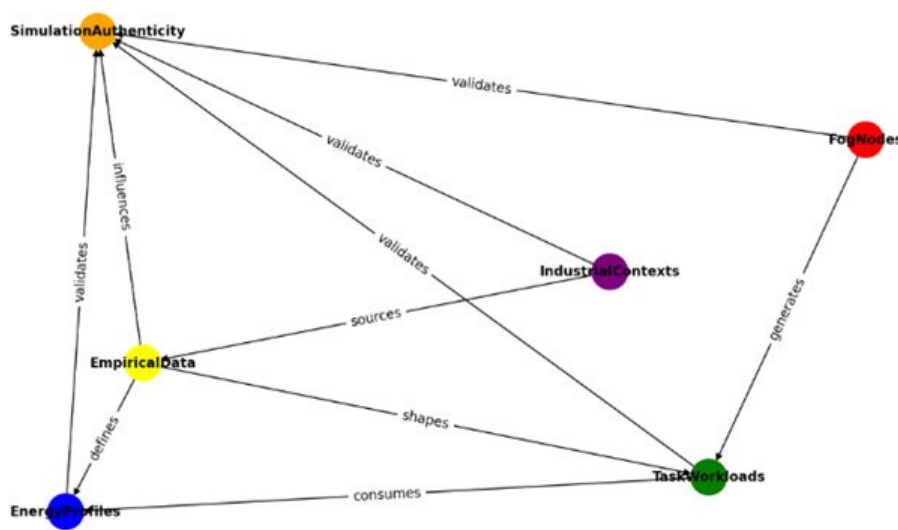 SimulationAuthenticity
validates
FogNodes
validates
influences
validates
IndustrialContexts
validates
generates
sources
EmpiricalData
shapes
defines
TaskWorkloads
consumes
EnergyProfiles